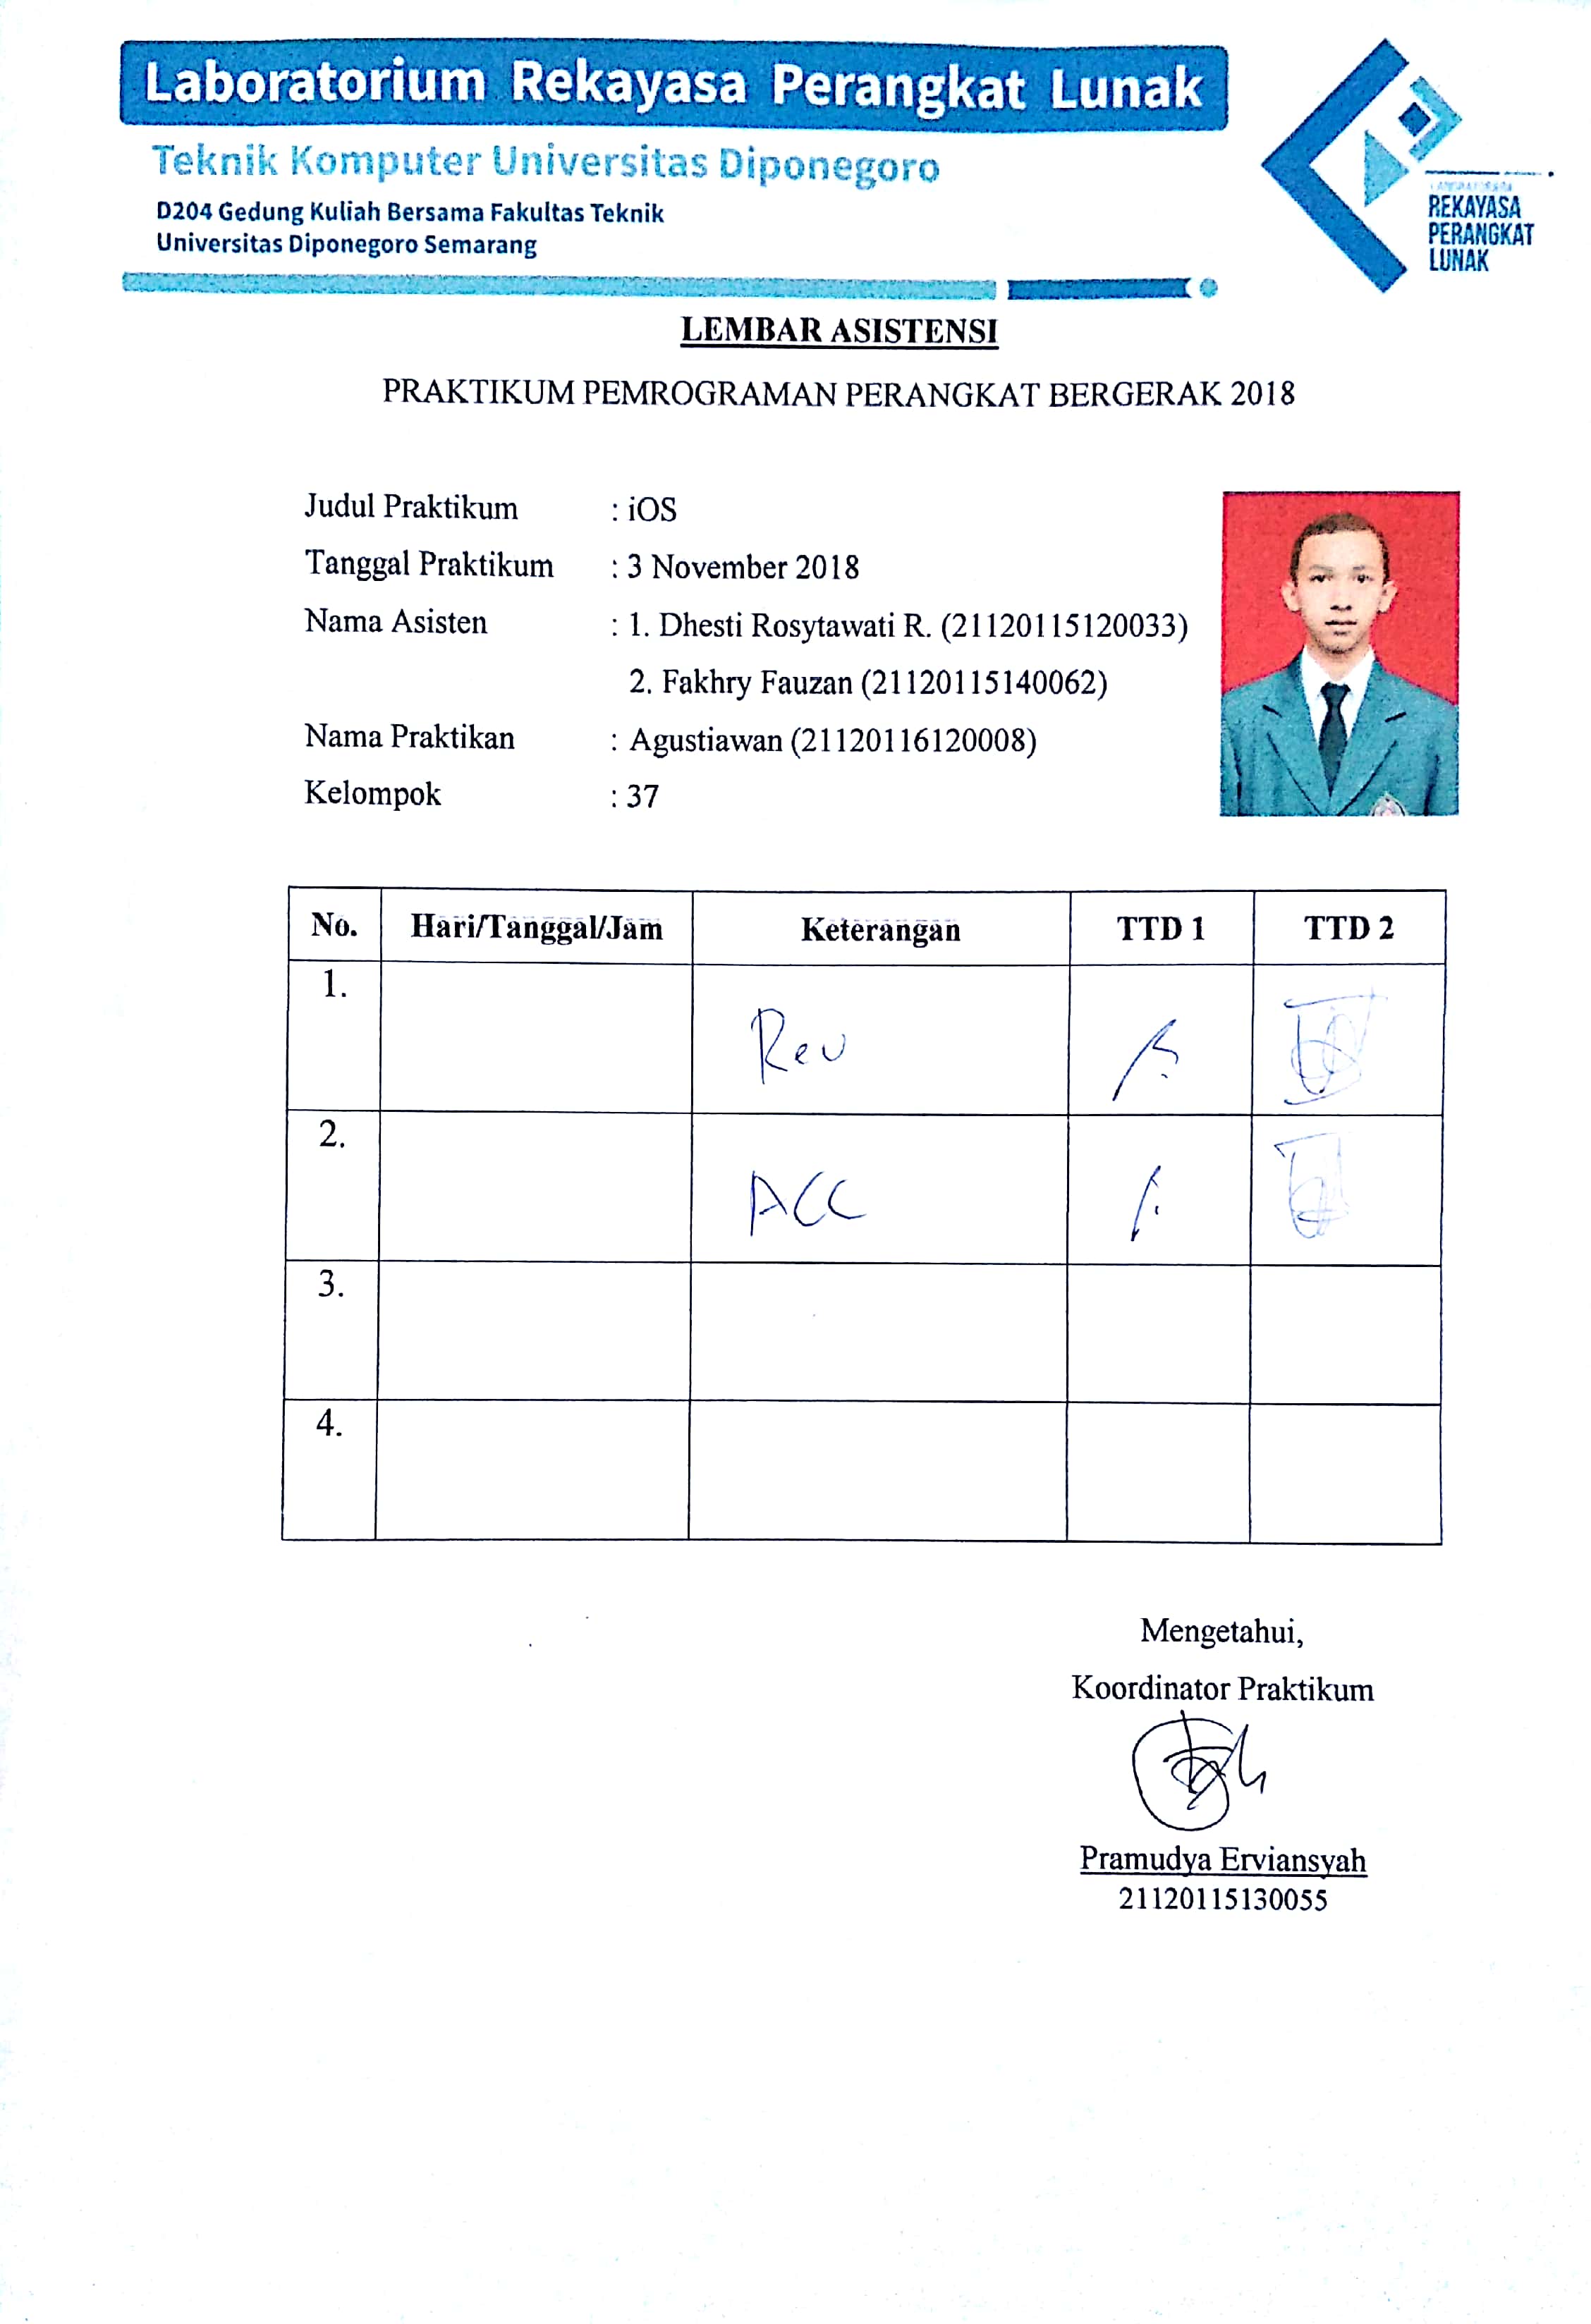 Laboratorium Rekayasa Perangkat Lunak
Teknik Komputer Universitas Diponegoro
D204 Gedung Kuliah Bersama Fakultas Teknik
Universitas Diponegoro Semarang
REKAYASA
PERANGKAT
LUNAK
LEMBAR ASISTENSI
PRAKTIKUM PEMROGRAMAN PERANGKAT BERGERAK 2018
Judul Praktikum : iOS
Tanggal Praktikum : 3 November 2018
Nama Asisten : 1. Dhesti Rosytawati R. (21120115120033)
2. Fakhry Fauzan (21120115140062)
Nama Praktikan : Agustiawan (21120116120008)
Kelompok : 37
No. Hari/Tanggal/Jam Keterangan TTD 1 TTD 2
1. Rev
2. ACC
3.
4.
Mengetahui,
Koordinator Praktikum
Pramudya Erviansyah
21120115130055